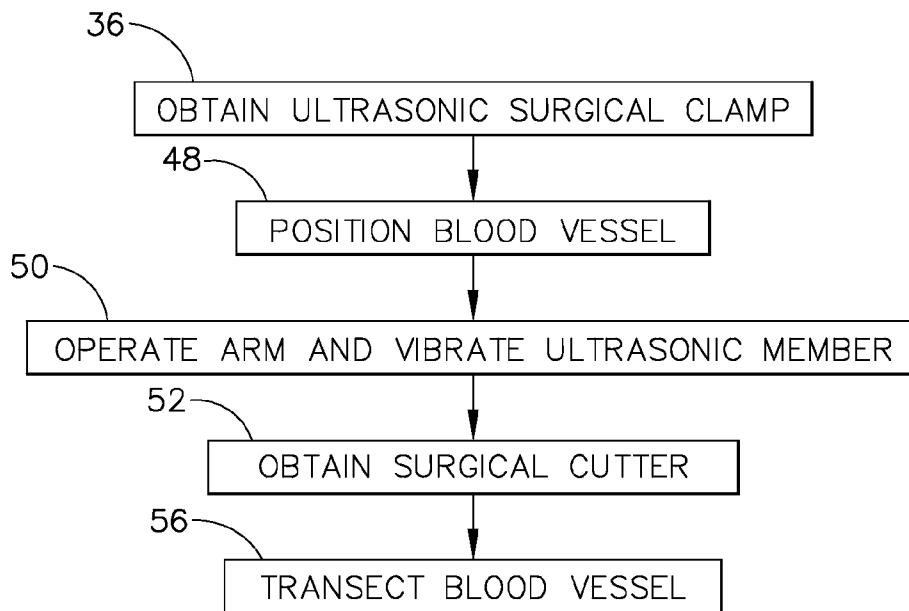 36
OBTAIN ULTRASONIC SURGICAL CLAMP
48
POSITION BLOOD VESSEL
50
OPERATE ARM AND VIBRATE ULTRASONIC MEMBER
52
OBTAIN SURGICAL CUTTER
56
TRANSECT BLOOD VESSEL